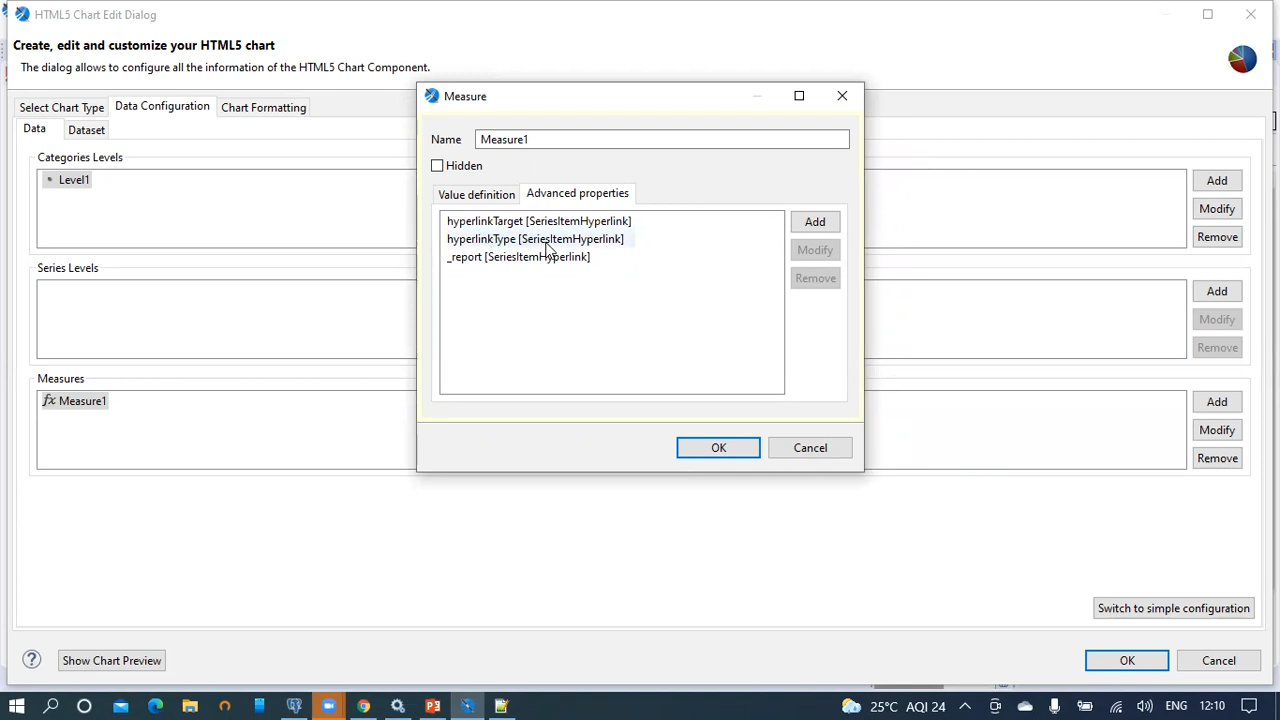 HTML5 Chart Edit Dialog
Create, edit and customize your HTML5 chart
The dialog allows to configure all the information of the HTML5 Chart Component.
Select Chart Type
Data Configuration
Chart Formatting
Data
Dataset
Categories Levels
Level1
Add
Modify
Remove
Series Levels
Add
Modify
Remove
Measures
fx Measure1
Add
Modify
Remove
Switch to simple configuration
Measure
Name
Measure1
Hidden
Value definition
Advanced properties
hyperlinkTarget [SeriesItemHyperlink]
hyperlinkType [SeriesItemHyperlink]
_report [SeriesItemHyperlink]
Add
Modify
Remove
OK
Cancel
?
Show Chart Preview
OK
Cancel
25°C AQI 24
ENG
12:10